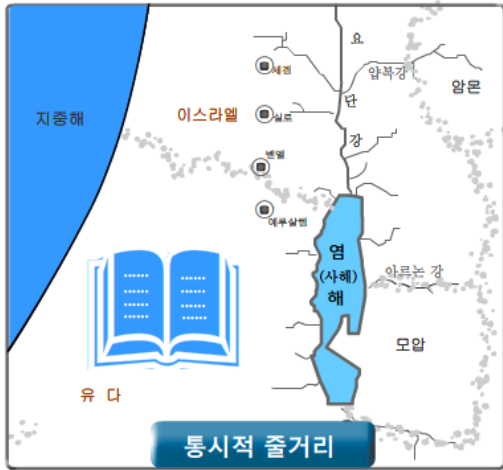 요
세겜
얍복강
암몬
지중해
이스라엘
실로
단
강
벧엘
예루살렘
염
(사해)
해
아르논 강
모압
유 다
통시적 줄거리